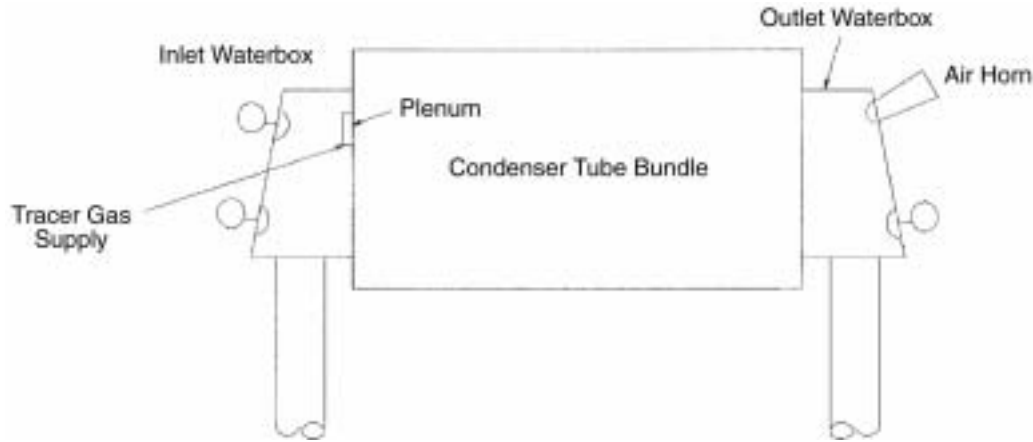 Outlet Waterbox
Inlet Waterbox
Air Horn
Plenum
Condenser Tube Bundle
Tracer Gas
Supply